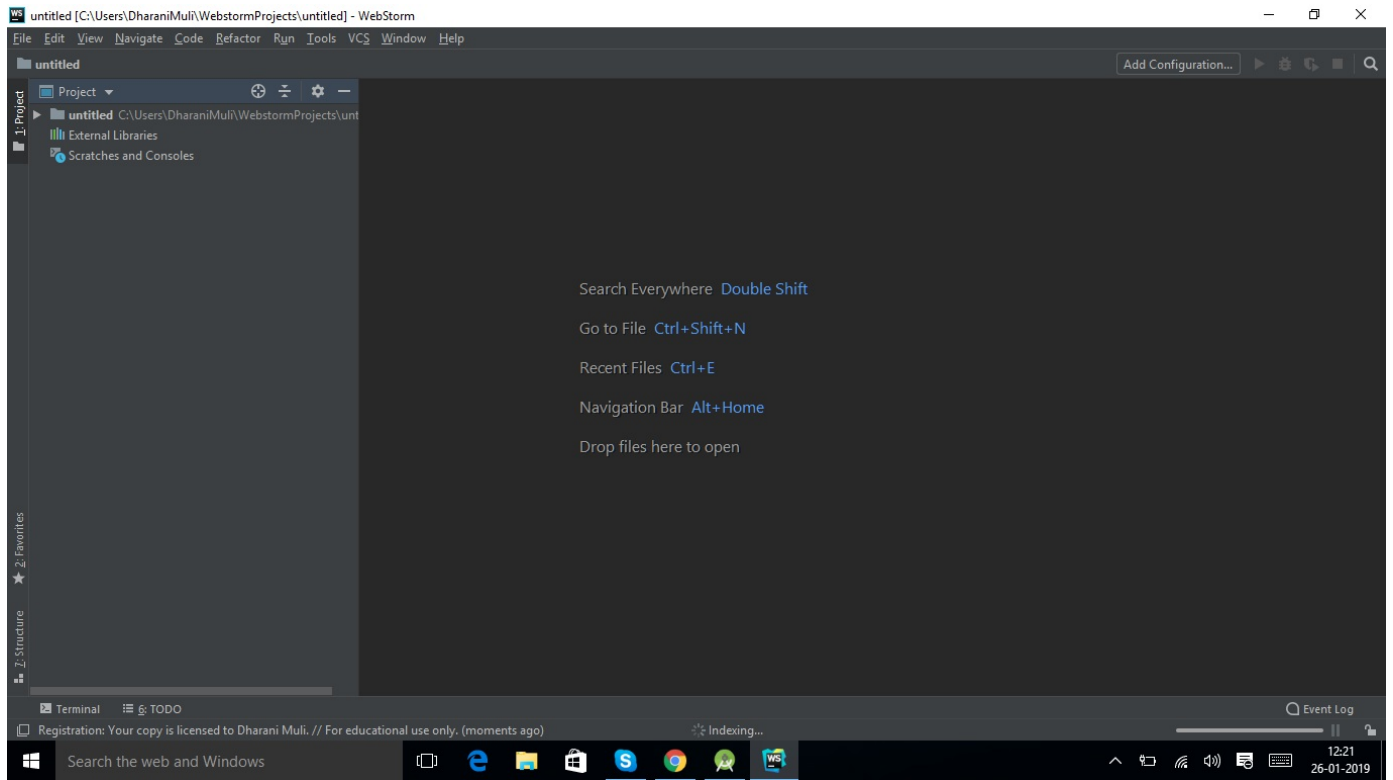 WS untitled [C:\Users\DharaniMuli\WebstormProjects\untitled] - WebStorm
File Edit View Navigate Code Refactor Run Tools VCS Window Help
untitled Add Configuration...
1: Project
Project
untitled C:\Users\DharaniMuli\WebstormProjects\unt
External Libraries
Scratches and Consoles
Search Everywhere Double Shift
Go to File Ctrl+Shift+N
Recent Files Ctrl+E
Navigation Bar Alt+Home
Drop files here to open
2: Favorites
7: Structure
Terminal 6: TODO Event Log
Registration: Your copy is licensed to Dharani Muli. // For educational use only. (moments ago) Indexing...
Search the web and Windows
S
WS
12:21
26-01-2019